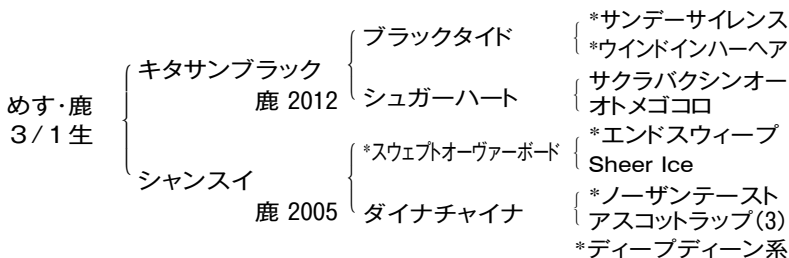 めす・鹿
3/1生
キタサンブラック
鹿 2012
シャンスイ
鹿 2005
ブラックタイド
シュガーハート
*スウェプトオーヴァーボード
ダイナチャイナ
*サンデーサイレンス
*ウインドインハーヘア
サクラバクシンオー
オトメゴコロ
*エンドスウィープ
Sheer Ice
*ノーザンテースト
アスコットラップ(3)
*ディープディーン系